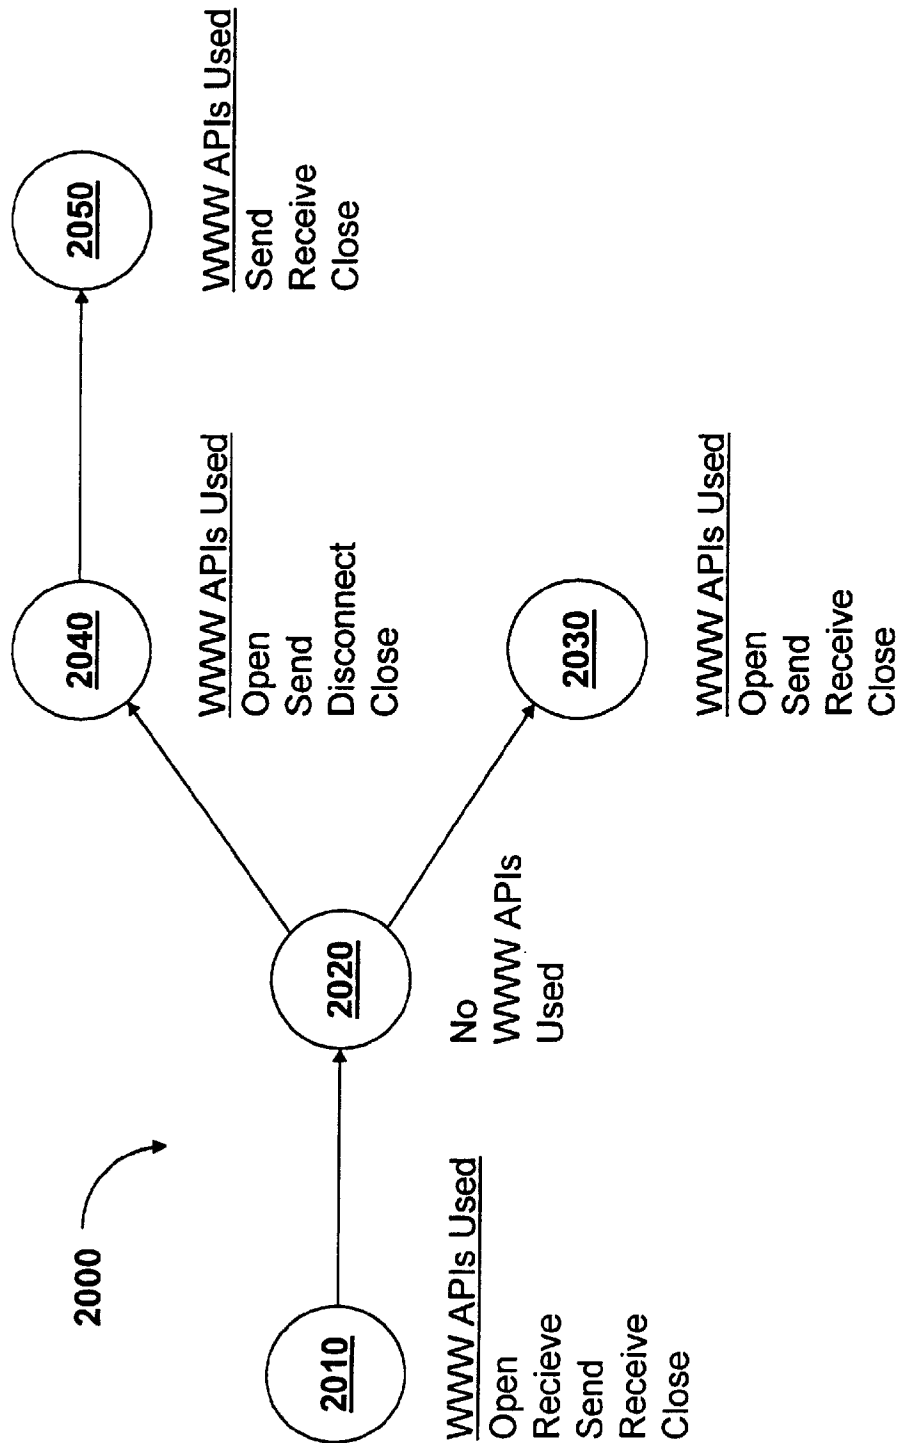 2000
2010
WWW APIs Used
Open
Recieve
Send
Receive
Close
2020
No
WWW APIs
Used
2040
WWW APIs Used
Open
Send
Disconnect
Close
2030
WWW APIs Used
Open
Send
Receive
Close
2050
WWW APIs Used
Send
Receive
Close